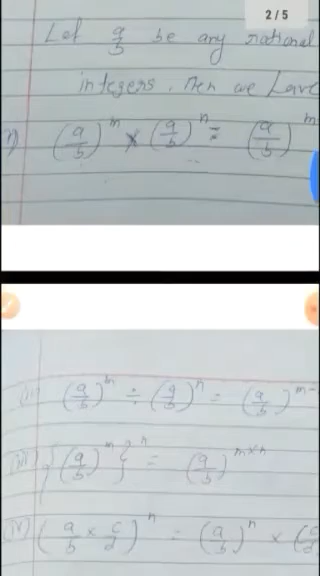 2/5
Let a/b be any rational
integers, then we have
(a/b)^m × (a/b)^n = (a/b)^m
(ii) (a/b)^m ÷ (a/b)^n = (a/b)^m-
(iii) {(a/b)^m}^n = (a/b)^m×n
(iv) (a/b × c/d)^n = (a/b)^n × (c/d